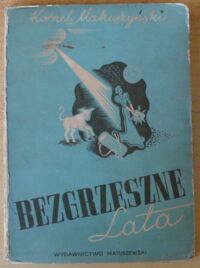 Kornel Makuszyński
BEZGRZESZNE
Lata
WYDAWNICTWO MATUSZEWSKI